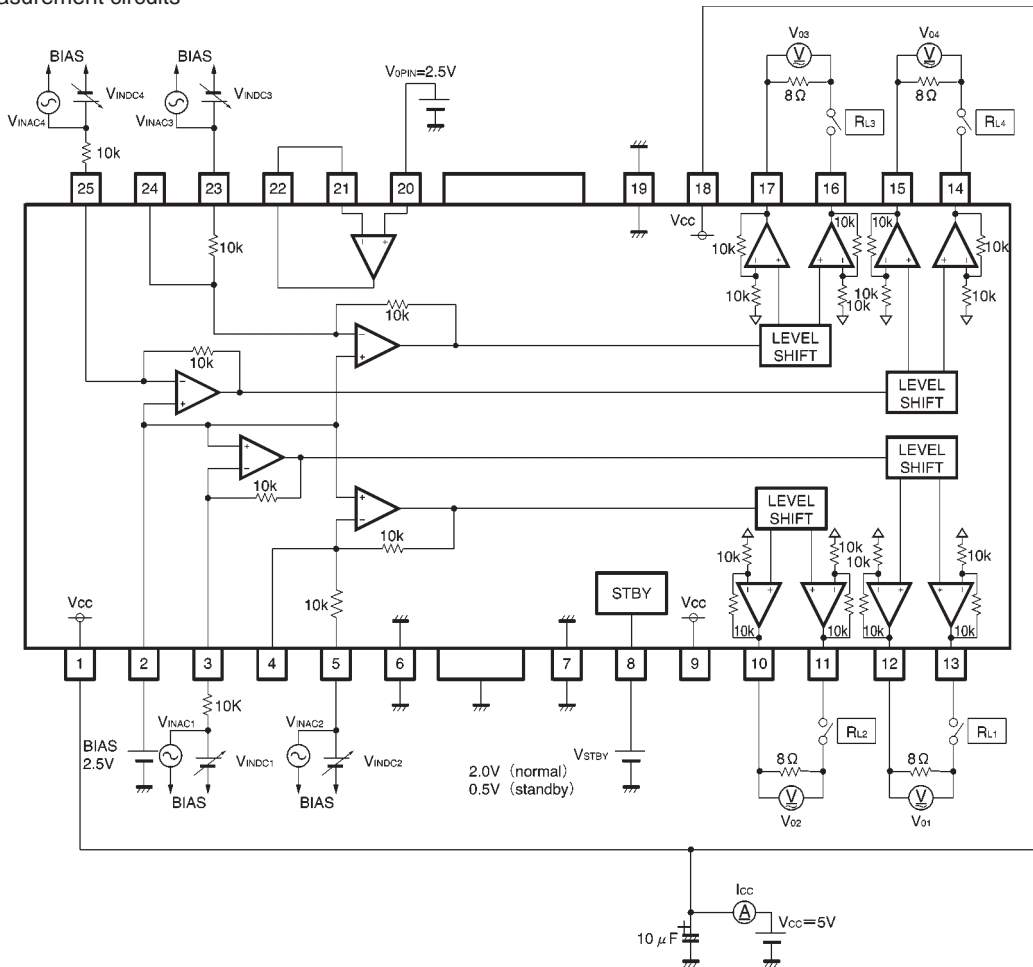 asurement circuits
BIAS
BIAS
VINDC4
VINDC3
VINAC4
VINAC3
10k
V0PIN=2.5V
V03
V04
8Ω
8Ω
RL3
RL4
25
24
23
22
21
20
19
18
17
16
15
14
Vcc
10k
10k
10k
10k
10k
10k
10k
10k
10k
10k
10k
LEVEL
SHIFT
LEVEL
SHIFT
10k
LEVEL
SHIFT
10k
LEVEL
SHIFT
10k
10k
10k
10k
10k
10k
10k
10k
10k
10k
STBY
Vcc
Vcc
1
2
3
4
5
6
7
8
9
10
11
12
13
10K
BIAS
2.5V
VINAC1
VINDC1
BIAS
VINAC2
VINDC2
BIAS
2.0V (normal)
0.5V (standby)
VSTBY
RL2
RL1
8Ω
8Ω
V
V
V02
V01
Icc
A
10μF
Vcc=5V